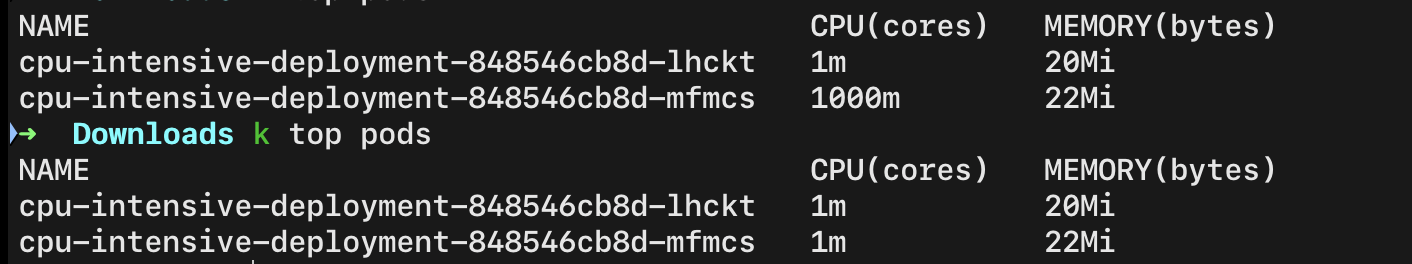 NAME CPU(cores) MEMORY(bytes)
cpu-intensive-deployment-848546cb8d-lhckt 1m 20Mi
cpu-intensive-deployment-848546cb8d-mfmcs 1000m 22Mi
→ Downloads k top pods
NAME CPU(cores) MEMORY(bytes)
cpu-intensive-deployment-848546cb8d-lhckt 1m 20Mi
cpu-intensive-deployment-848546cb8d-mfmcs 1m 22Mi